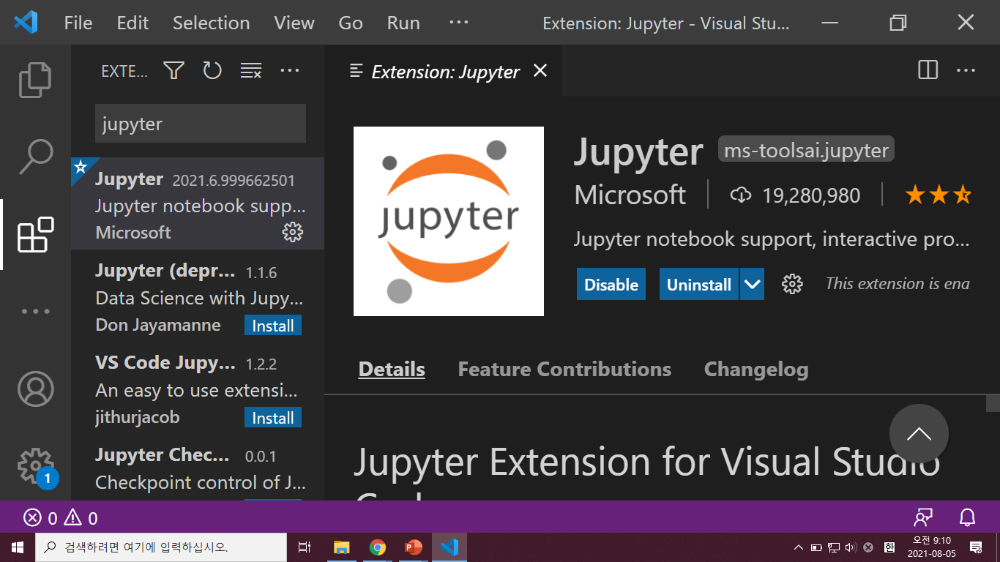 File Edit Selection View Go Run ··· Extension: Jupyter - Visual Stu...
EXTE...
jupyter
Jupyter 2021.6.999662501
Jupyter notebook supp...
Microsoft
Jupyter (depr... 1.1.6
Data Science with Jupy...
Don Jayamanne Install
VS Code Jupy... 1.2.2
An easy to use extensi...
jithurjacob Install
Jupyter Chec... 0.0.1
Checkpoint control of J...
Extension: Jupyter
jupyter
Jupyter ms-toolsai.jupyter
Microsoft 19,280,980
Jupyter notebook support, interactive pro...
Disable Uninstall This extension is ena
Details Feature Contributions Changelog
Jupyter Extension for Visual Studio
1
0 0
검색하려면 여기에 입력하십시오.
한
오전 9:10
2021-08-05